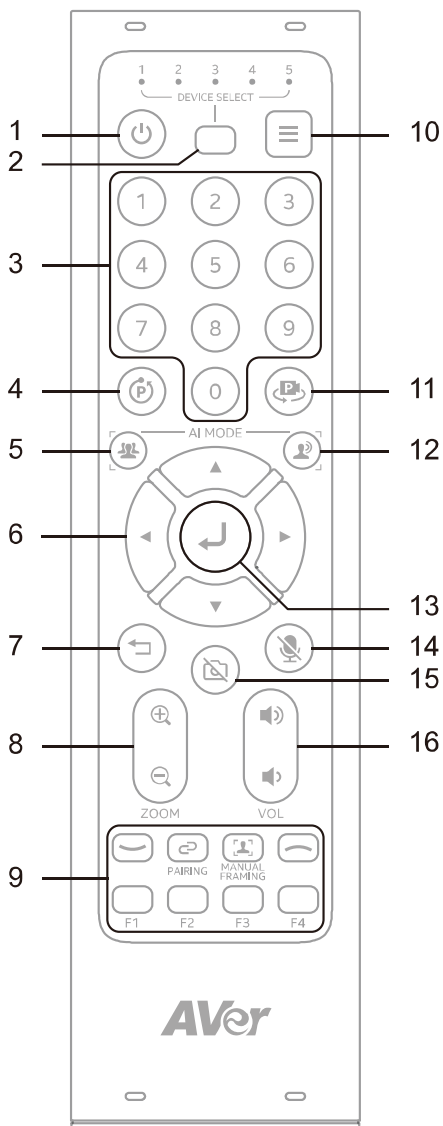 1 2 3 4 5
DEVICE SELECT
1
2
10
1 2 3
3
4 5 6
7 8 9
4
P
0
P
11
5
AI MODE
12
6
13
7
14
15
8
16
ZOOM
VOL
9
PAIRING
MANUAL
FRAMING
F1 F2 F3 F4
AVer